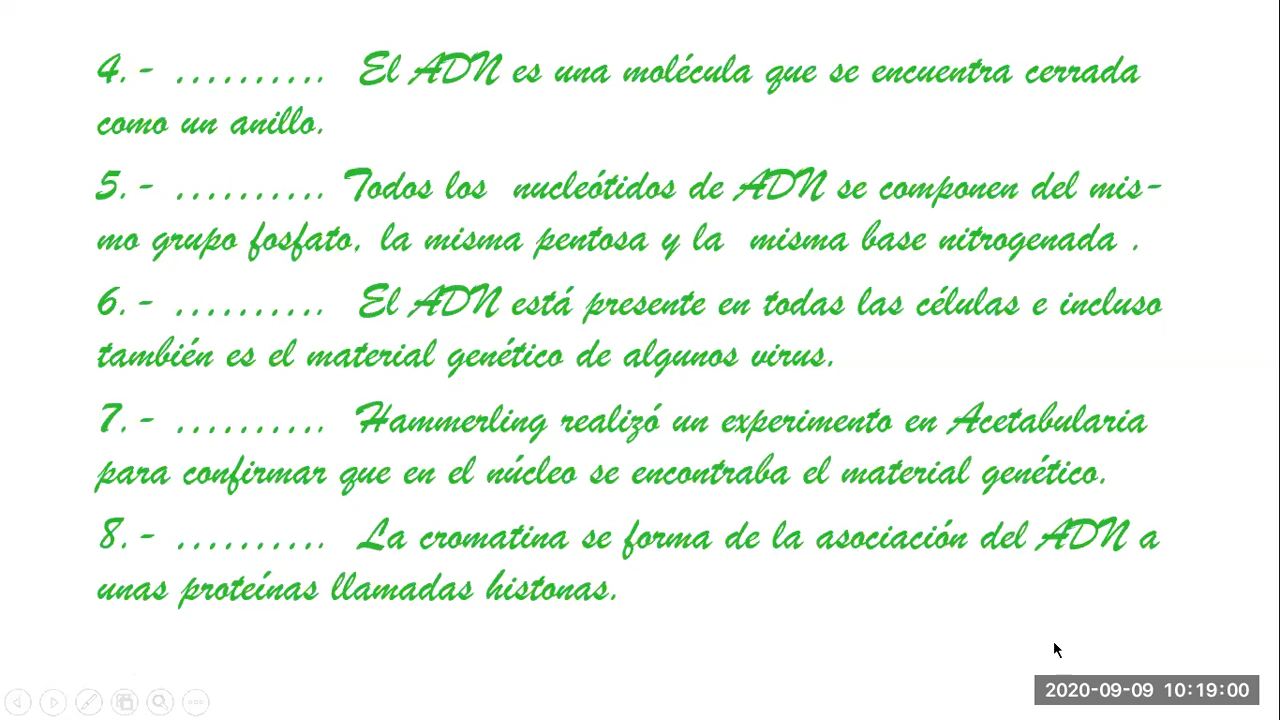 4.- .......... El ADN es una molécula que se encuentra cerrada
como un anillo.
5.- .......... Todos los nucleótidos de ADN se componen del mis-
mo grupo fosfato, la misma pentosa y la misma base nitrogenada .
6.- .......... El ADN está presente en todas las células e incluso
también es el material genético de algunos virus.
7.- .......... Hammerling realizó un experimento en Acetabularia
para confirmar que en el núcleo se encontraba el material genético.
8.- .......... La cromatina se forma de la asociación del ADN a
unas proteínas llamadas histonas.
2020-09-09 10:19:00